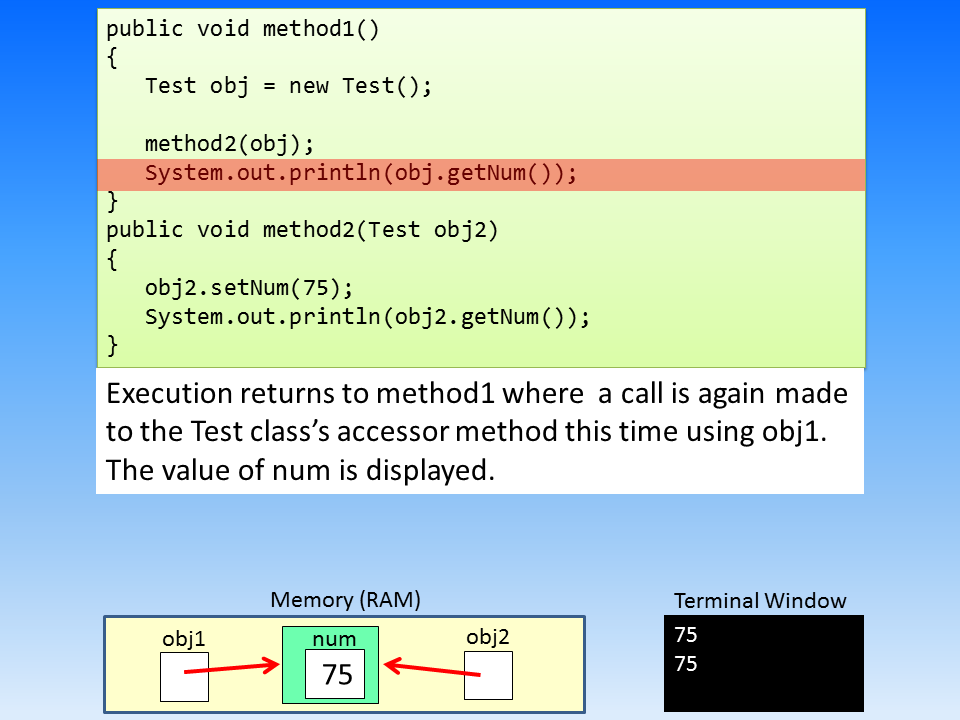 public void method1()
{
Test obj = new Test();
method2(obj);
System.out.println(obj.getNum());
}
public void method2(Test obj2)
{
obj2.setNum(75);
System.out.println(obj2.getNum());
}
Execution returns to method1 where a call is again made
to the Test class’s accessor method this time using obj1.
The value of num is displayed.
Memory (RAM)
obj1
num
obj2
75
Terminal Window
75
75